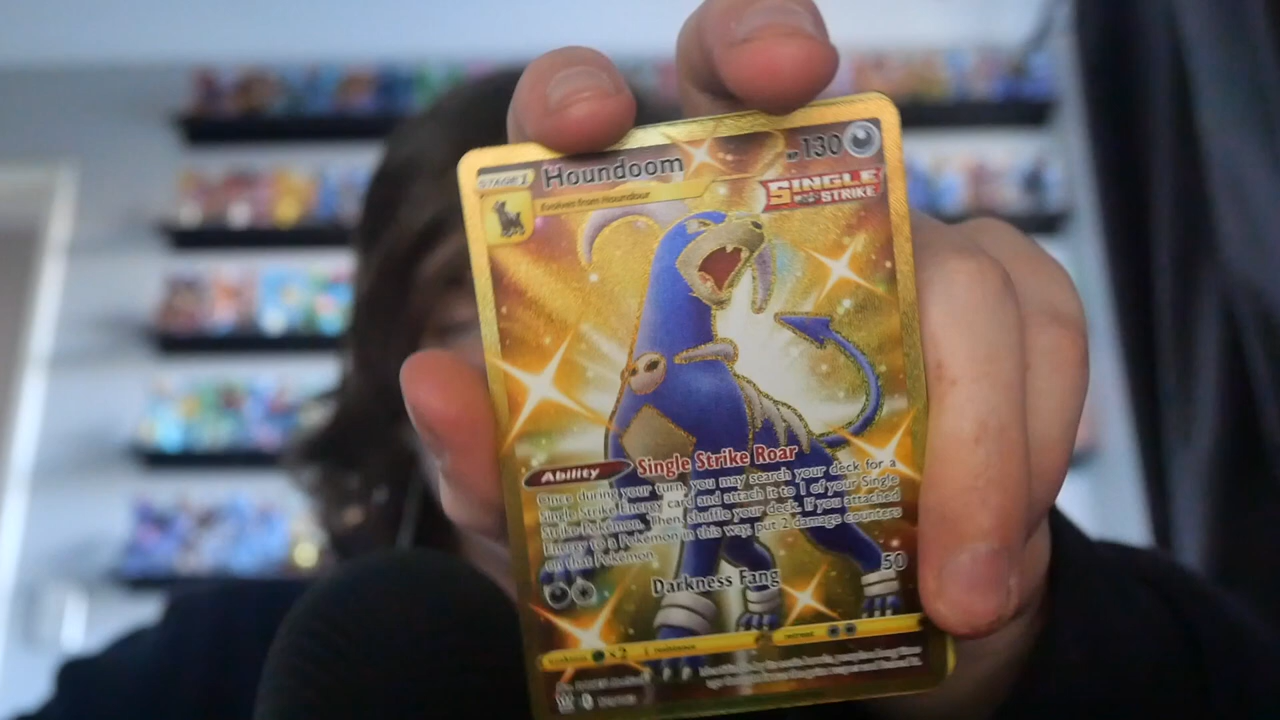 STAGE 1
Houndoom
HP 130
Evolves from Houndour
SINGLE
STRIKE
Ability Single Strike Roar
Once during your turn, you may search your deck for a
Single Strike Energy card and attach it to 1 of your Single
Strike Pokémon. Then, shuffle your deck. If you attached
Energy to a Pokémon in this way, put 2 damage counters
on that Pokémon.
Darkness Fang 50
weakness ×2 resistance retreat